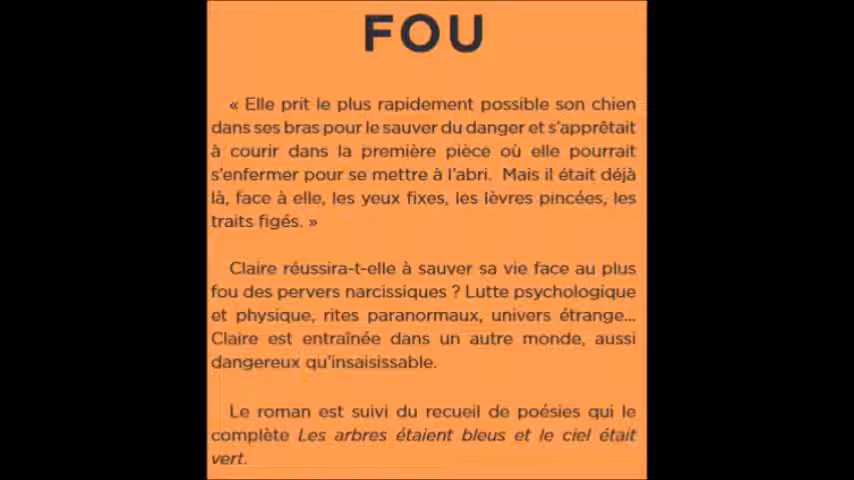 FOU
« Elle prit le plus rapidement possible son chien
dans ses bras pour le sauver du danger et s'apprêtait
à courir dans la première pièce où elle pourrait
s'enfermer pour se mettre à l'abri. Mais il était déjà
là, face à elle, les yeux fixes, les lèvres pincées, les
traits figés. »
Claire réussira-t-elle à sauver sa vie face au plus
fou des pervers narcissiques ? Lutte psychologique
et physique, rites paranormaux, univers étrange...
Claire est entraînée dans un autre monde, aussi
dangereux qu'insaisissable.
Le roman est suivi du recueil de poésies qui le
complète Les arbres étaient bleus et le ciel était
vert.